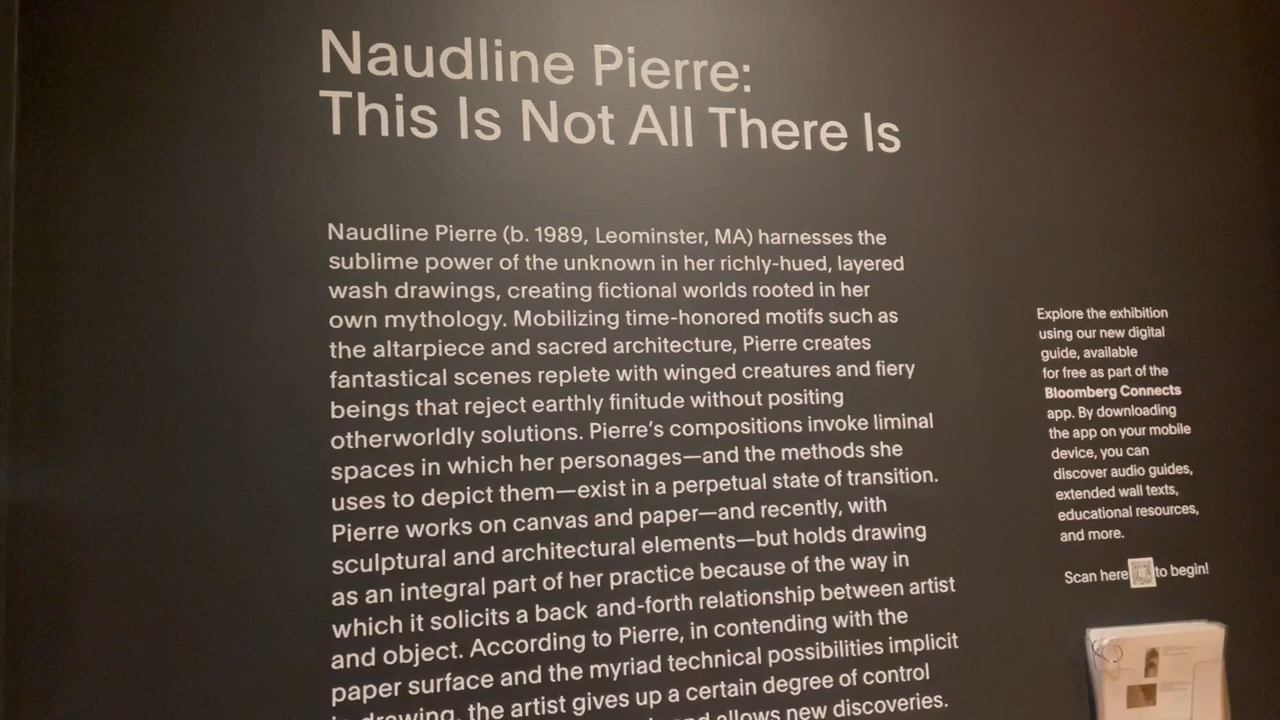 Naudline Pierre:
This Is Not All There Is
Naudline Pierre (b. 1989, Leominster, MA) harnesses the
sublime power of the unknown in her richly-hued, layered
wash drawings, creating fictional worlds rooted in her
own mythology. Mobilizing time-honored motifs such as
the altarpiece and sacred architecture, Pierre creates
fantastical scenes replete with winged creatures and fiery
beings that reject earthly finitude without positing
otherworldly solutions. Pierre's compositions invoke liminal
spaces in which her personages—and the methods she
uses to depict them—exist in a perpetual state of transition.
Pierre works on canvas and paper—and recently, with
sculptural and architectural elements—but holds drawing
as an integral part of her practice because of the way in
which it solicits a back and-forth relationship between artist
and object. According to Pierre, in contending with the
paper surface and the myriad technical possibilities implicit
drawing, the artist gives up a certain degree of control
and allows new discoveries.
Explore the exhibition
using our new digital
guide, available
for free as part of the
Bloomberg Connects
app. By downloading
the app on your mobile
device, you can
discover audio guides,
extended wall texts,
educational resources,
and more.
Scan here to begin!